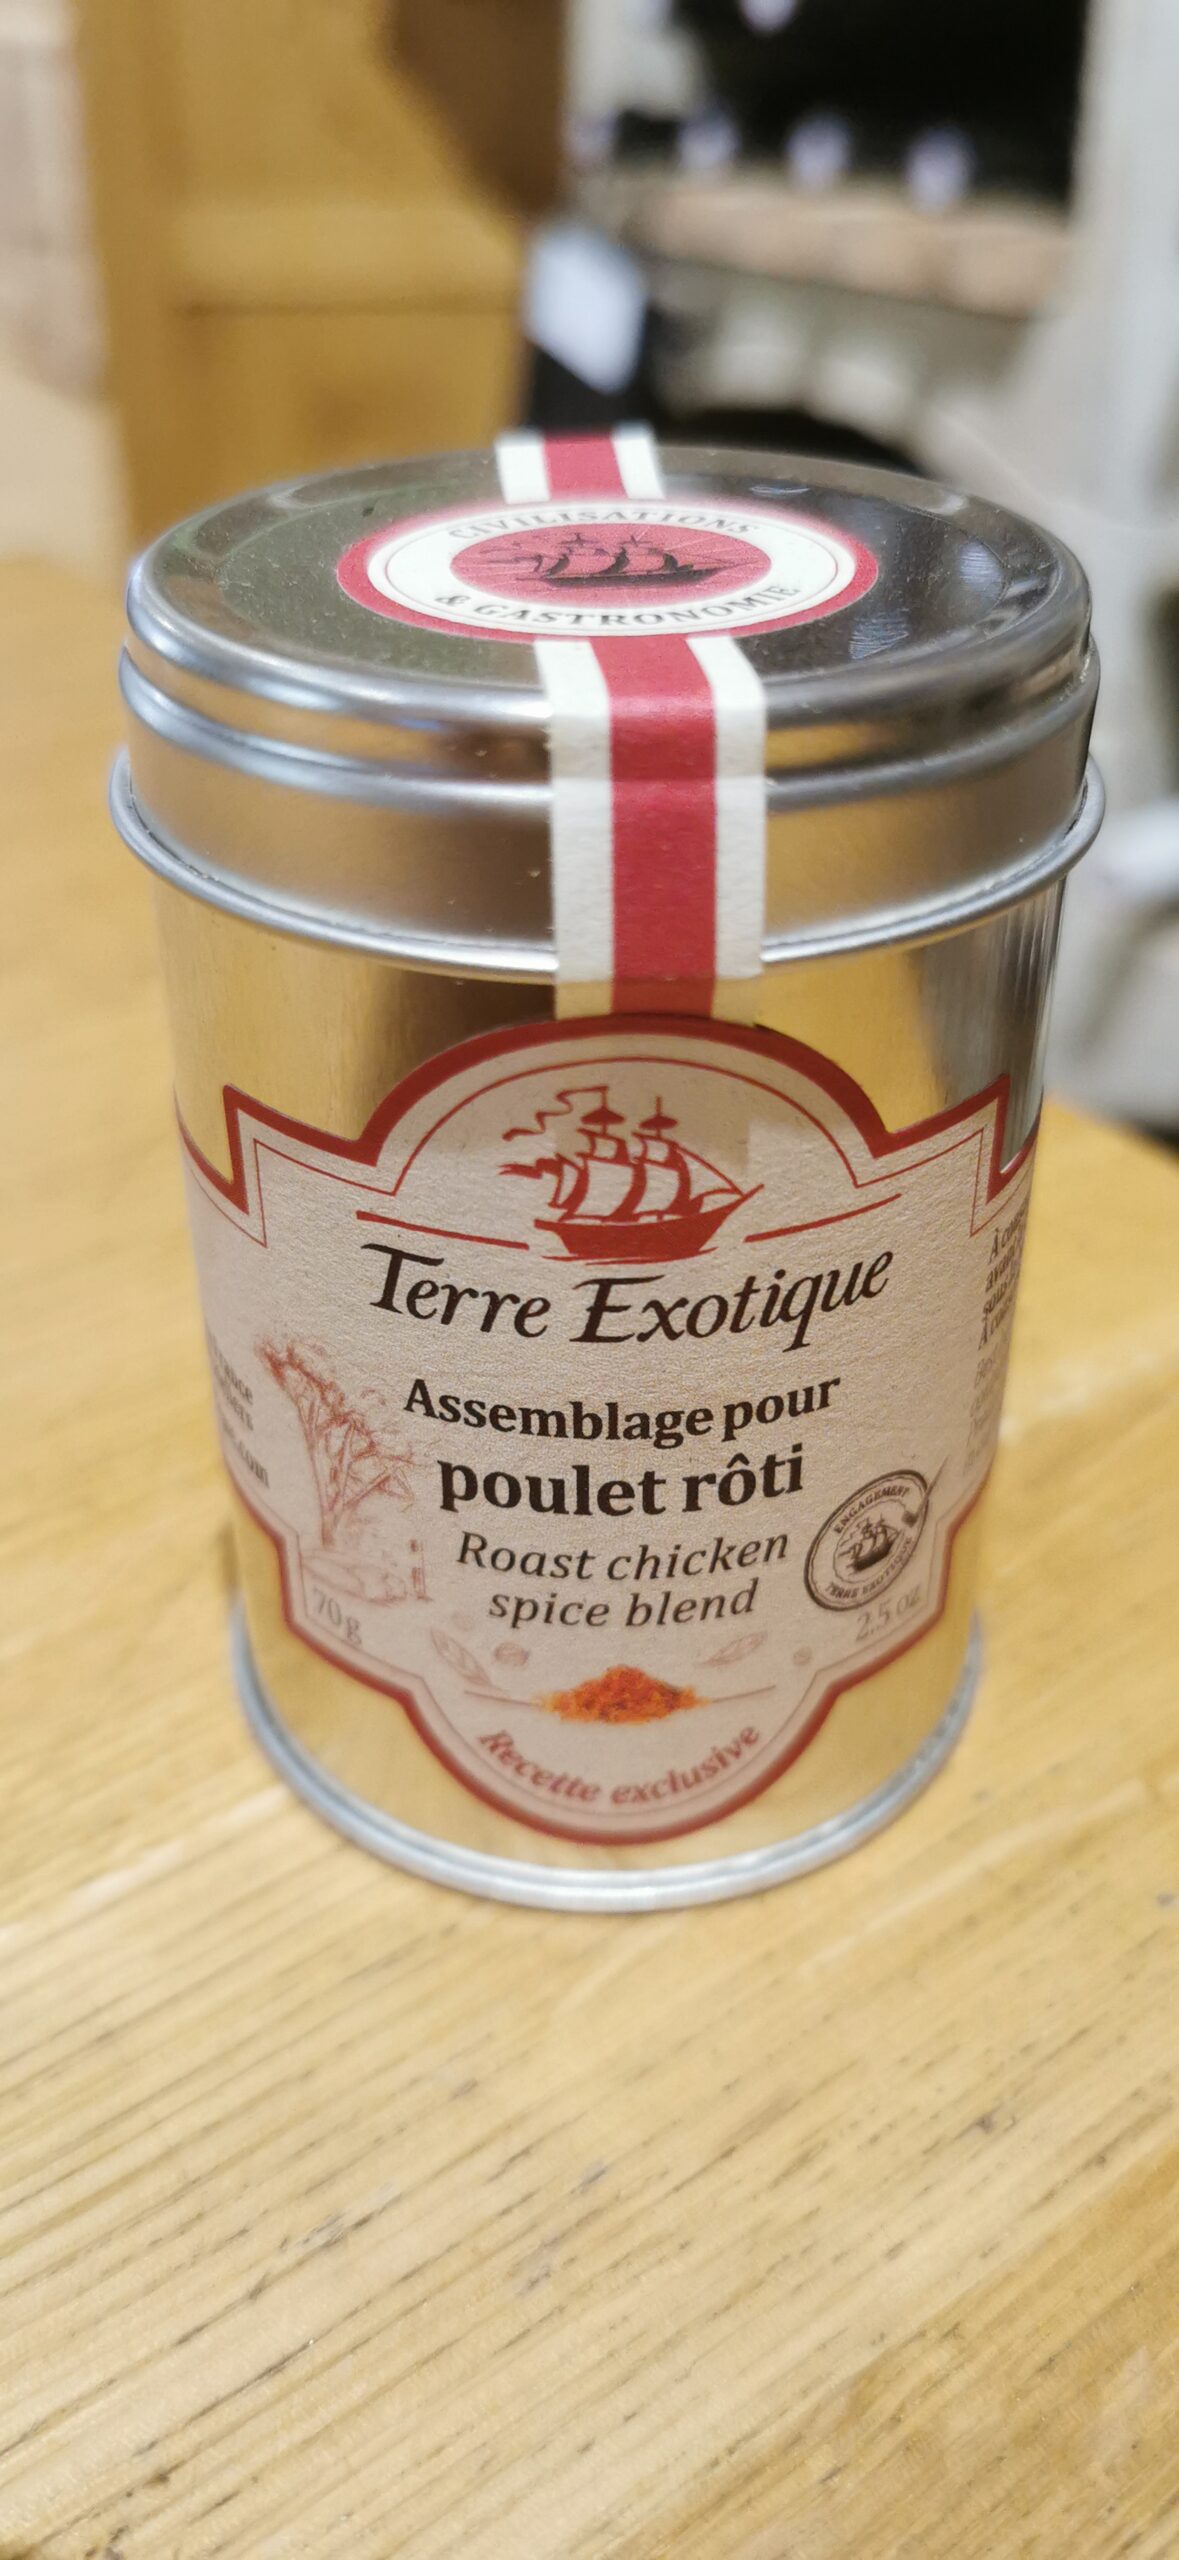 CIVILISATIONS
& GASTRONOMIE
Terre Exotique
Assemblage pour
poulet rôti
Roast chicken
spice blend
ENGAGEMENT
TERRE EXOTIQUE
70 g
2.5 oz
Recette exclusive